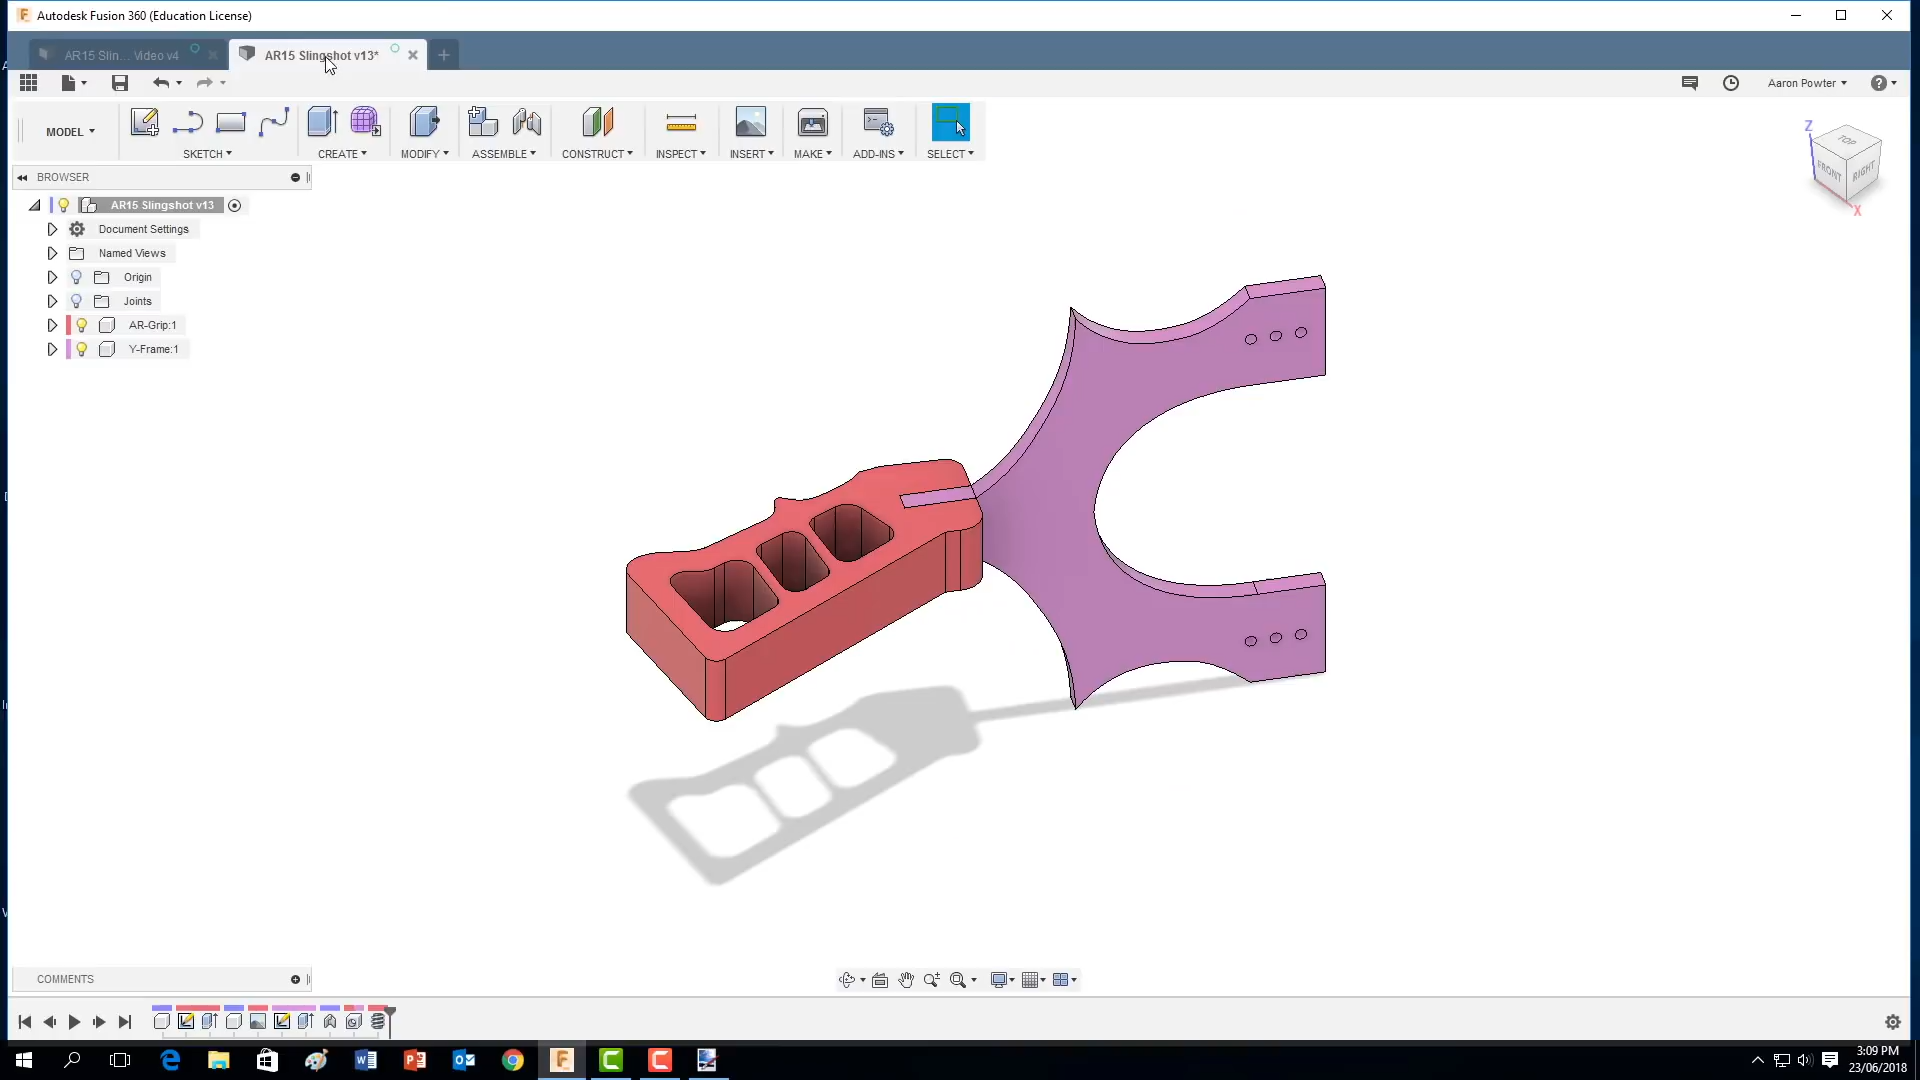 Autodesk Fusion 360 (Education License)
AR15 Slin... Video v4
AR15 Slingshot v13*
Aaron Powter
MODEL
SKETCH
CREATE
MODIFY
ASSEMBLE
CONSTRUCT
INSPECT
INSERT
MAKE
ADD-INS
SELECT
BROWSER
AR15 Slingshot v13
Document Settings
Named Views
Origin
Joints
AR-Grip:1
Y-Frame:1
Z
TOP
FRONT
RIGHT
X
COMMENTS
3:09 PM
23/06/2018